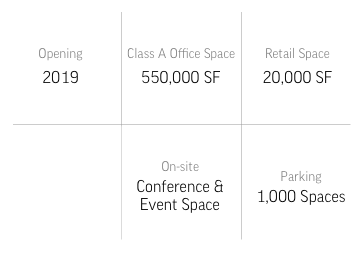 Opening
2019
Class A Office Space
550,000 SF
Retail Space
20,000 SF
On-site
Conference &
Event Space
Parking
1,000 Spaces